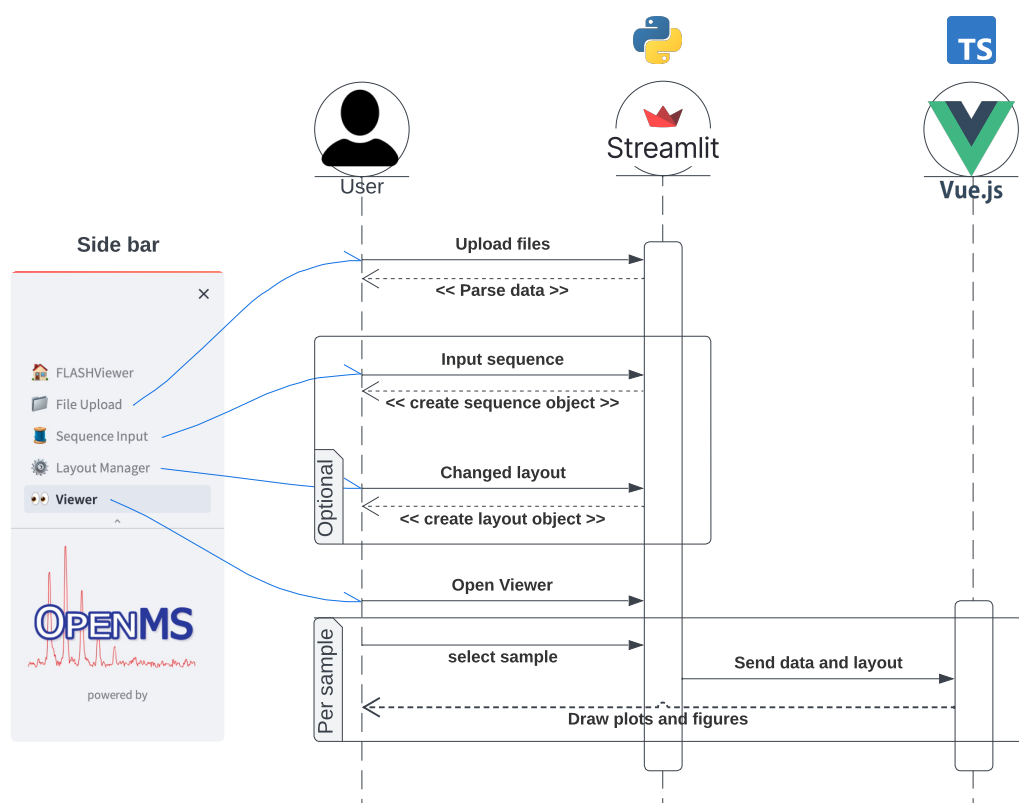 TS
Streamlit
User
Vue.js
Side bar
Upload files
<< Parse data >>
×
Input sequence
FLASHViewer
File Upload
<< create sequence object >>
Sequence Input
Layout Manager
Changed layout
Optional
Viewer
<< create layout object >>
Open Viewer
OPENMS
Per sample
select sample
Send data and layout
powered by
Draw plots and figures